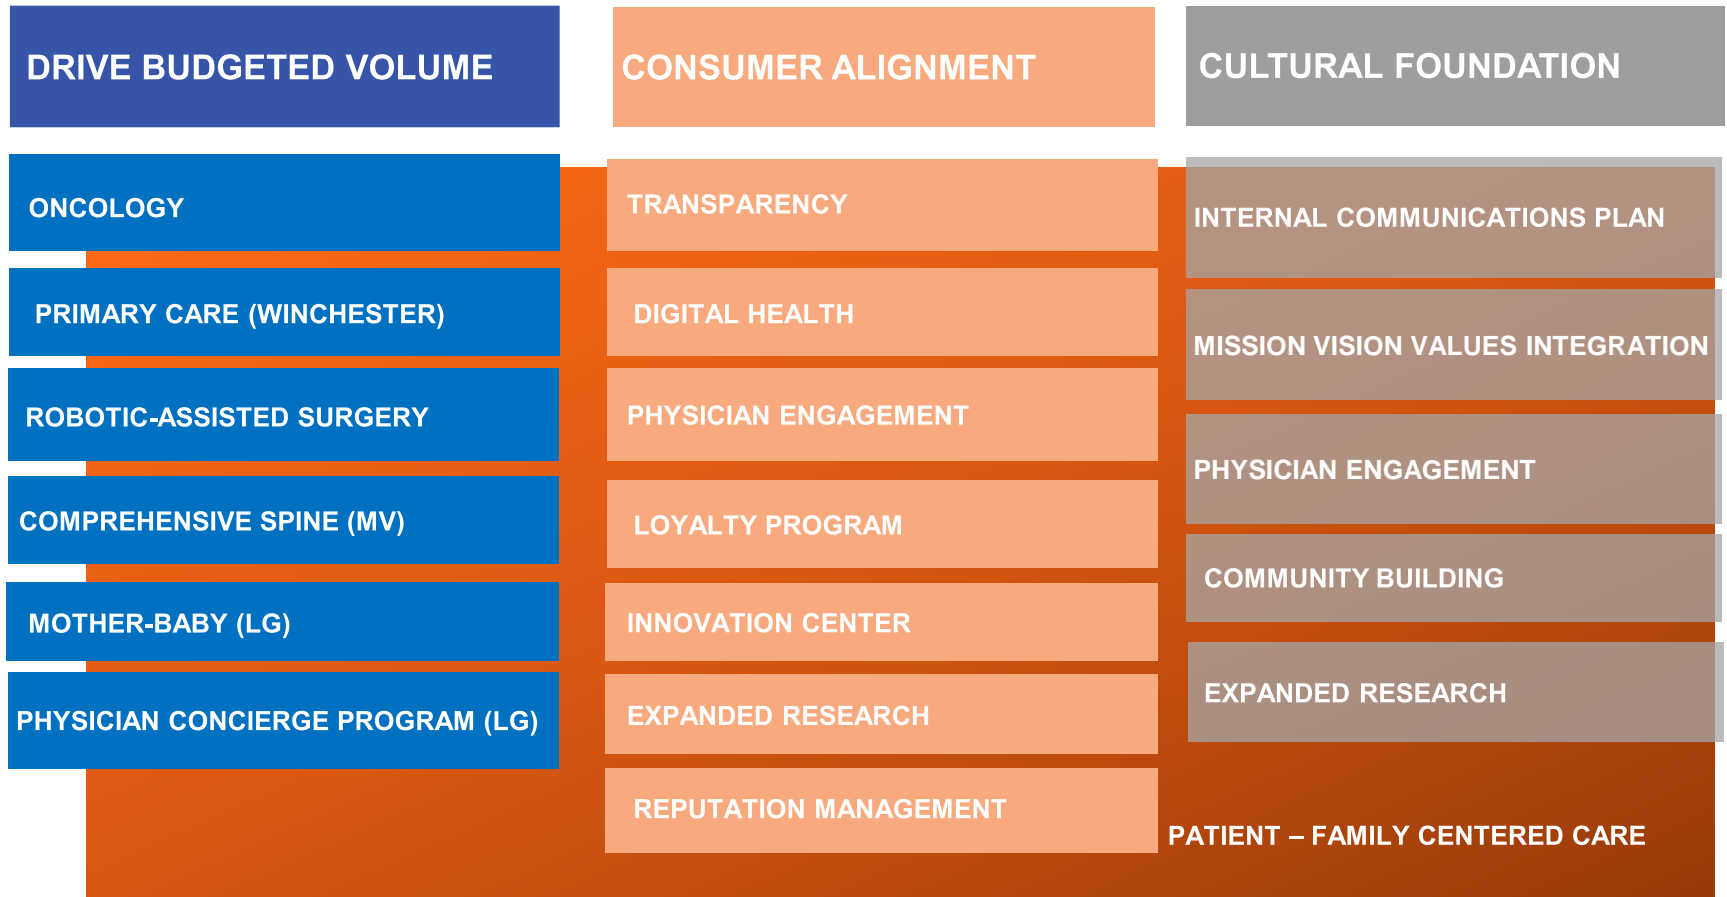 DRIVE BUDGETED VOLUME
ONCOLOGY
PRIMARY CARE (WINCHESTER)
ROBOTIC-ASSISTED SURGERY
COMPREHENSIVE SPINE (MV)
MOTHER-BABY (LG)
PHYSICIAN CONCIERGE PROGRAM (LG)
CONSUMER ALIGNMENT
TRANSPARENCY
DIGITAL HEALTH
PHYSICIAN ENGAGEMENT
LOYALTY PROGRAM
INNOVATION CENTER
EXPANDED RESEARCH
REPUTATION MANAGEMENT
CULTURAL FOUNDATION
INTERNAL COMMUNICATIONS PLAN
MISSION VISION VALUES INTEGRATION
PHYSICIAN ENGAGEMENT
COMMUNITY BUILDING
EXPANDED RESEARCH
PATIENT – FAMILY CENTERED CARE